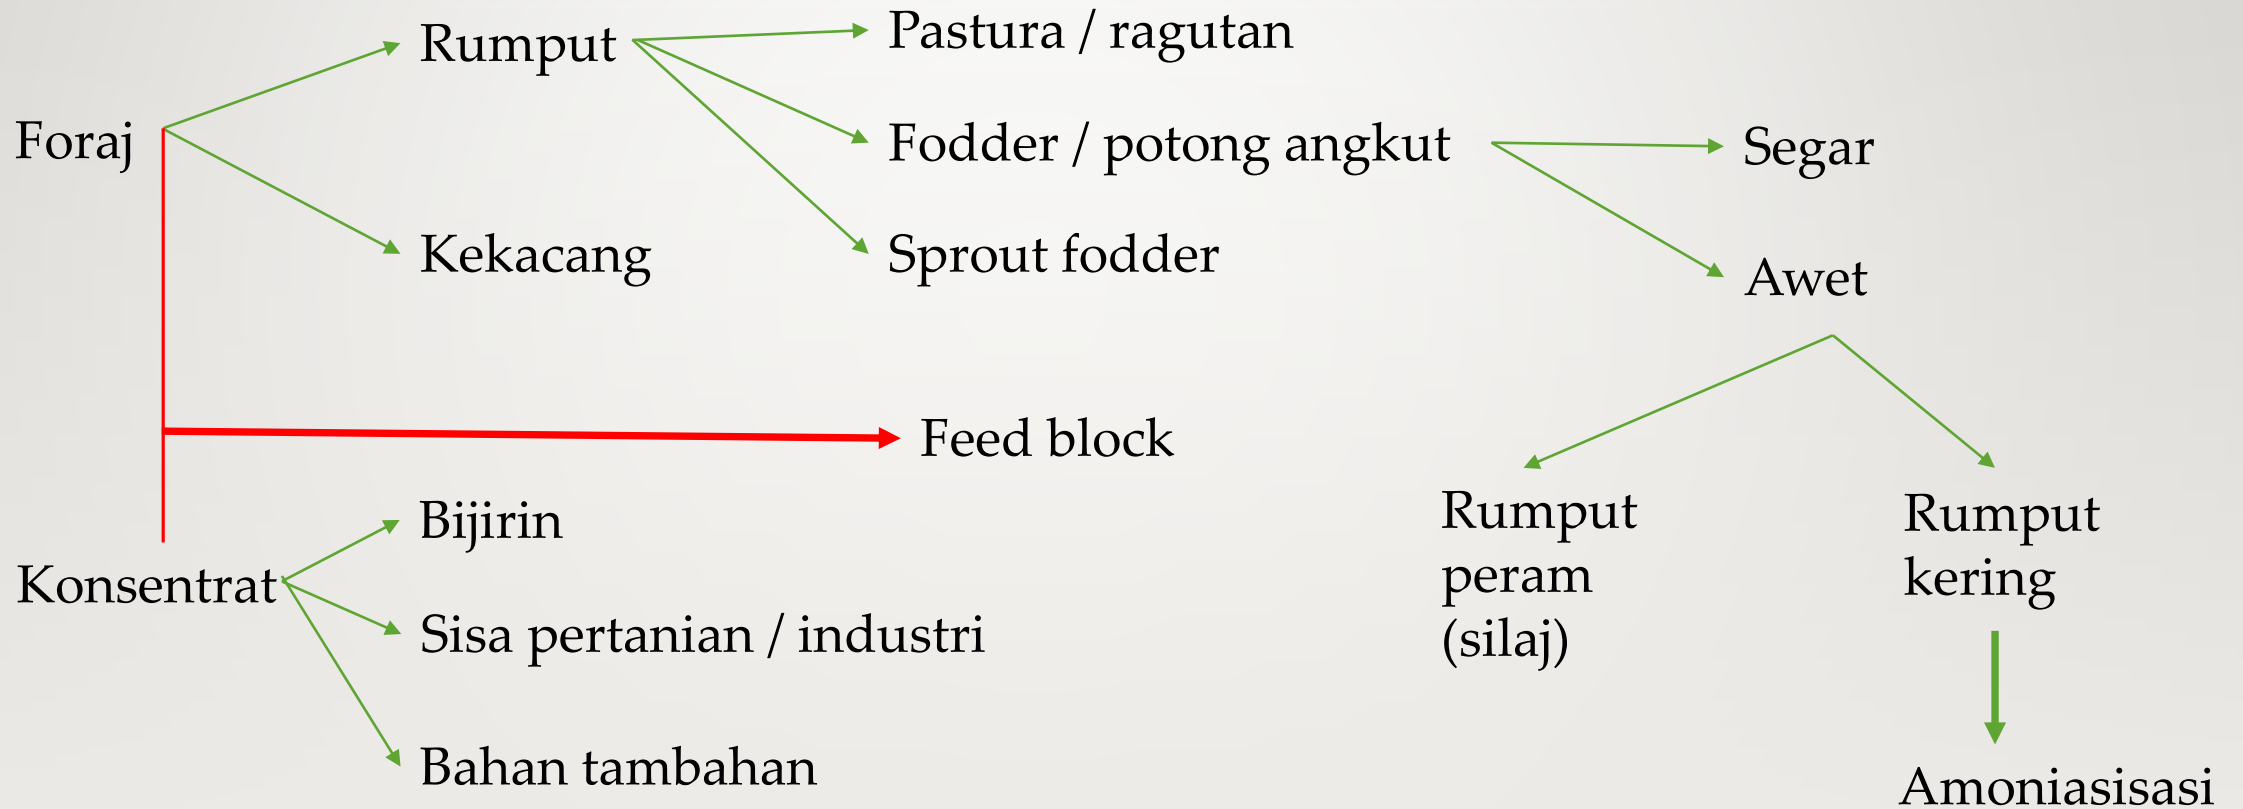 Foraj
Rumput
Kekacang
Pastura / ragutan
Fodder / potong angkut
Sprout fodder
Segar
Awet
Rumput
peram
(silaj)
Rumput
kering
Amoniasisasi
Feed block
Konsentrat
Bijirin
Sisa pertanian / industri
Bahan tambahan